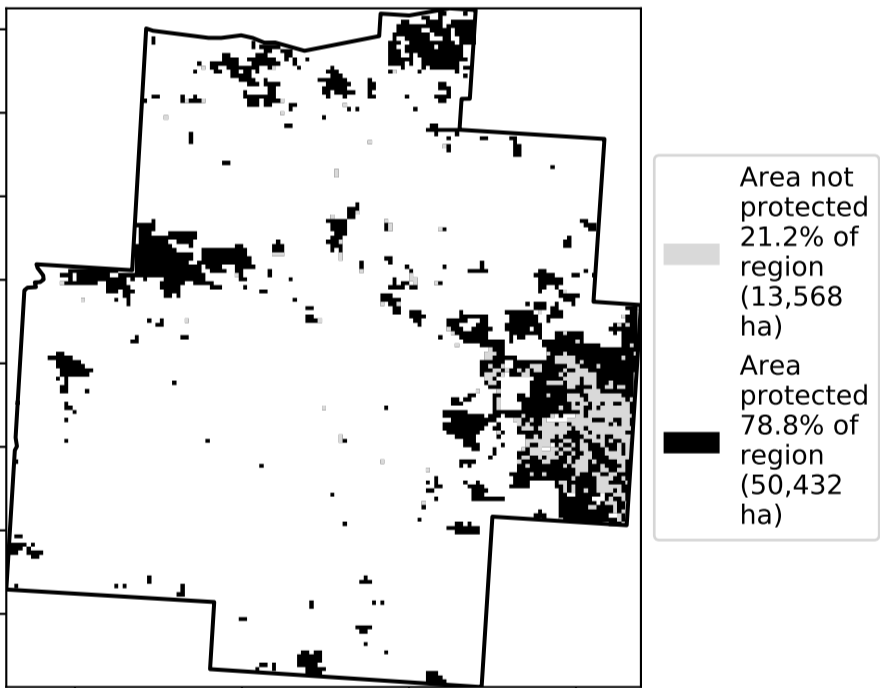 Area not
protected
21.2% of
region
(13,568
ha)
Area
protected
78.8% of
region
(50,432
ha)